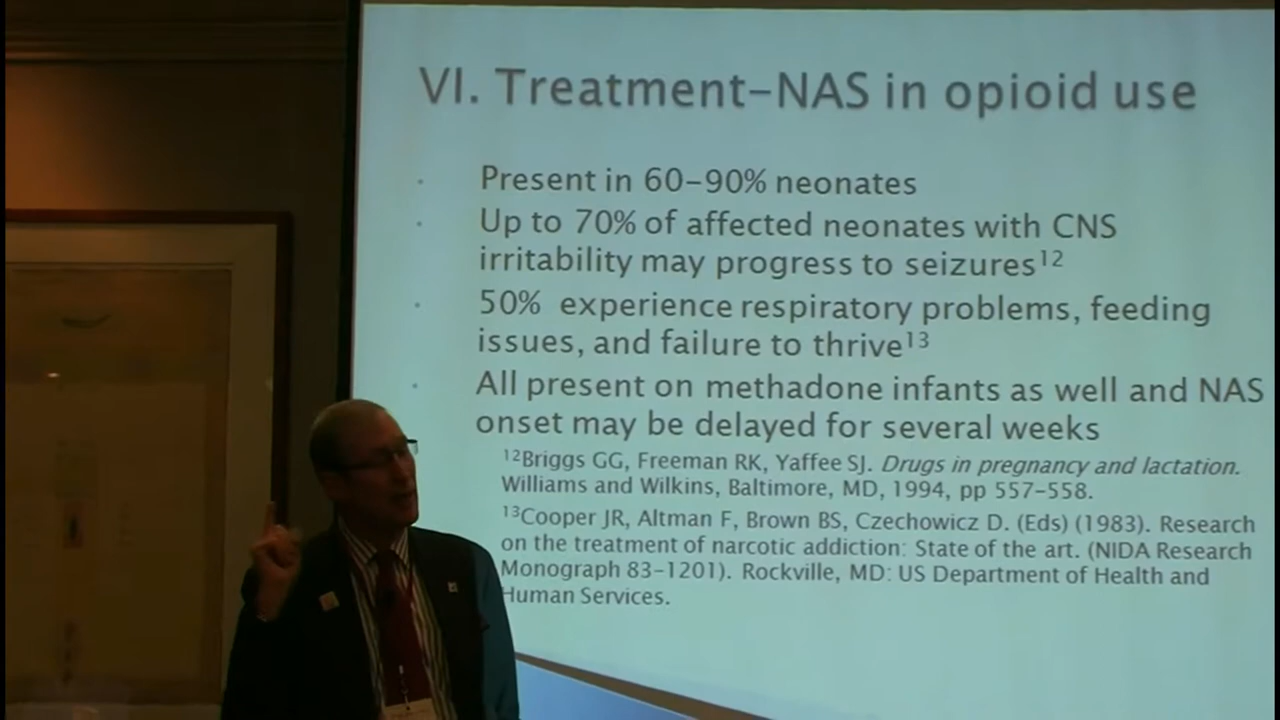 VI. Treatment–NAS in opioid use
Present in 60–90% neonates
Up to 70% of affected neonates with CNS
irritability may progress to seizures¹²
50% experience respiratory problems, feeding
issues, and failure to thrive¹³
All present on methadone infants as well and NAS
onset may be delayed for several weeks
¹²Briggs GG, Freeman RK, Yaffee SJ. Drugs in pregnancy and lactation.
Williams and Wilkins, Baltimore, MD, 1994, pp 557–558.
¹³Cooper JR, Altman F, Brown BS, Czechowicz D. (Eds) (1983). Research
on the treatment of narcotic addiction: State of the art. (NIDA Research
Monograph 83–1201). Rockville, MD: US Department of Health and
Human Services.